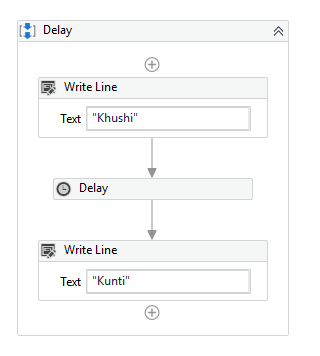 Delay
Write Line
Text "Khushi"
Delay
Write Line
Text "Kunti"